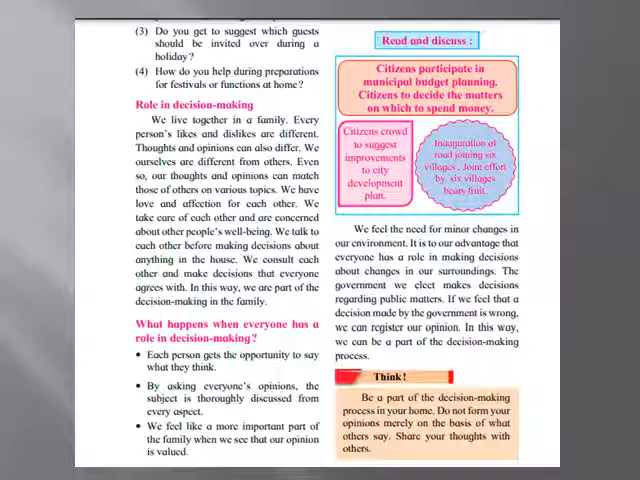 (3) Do you get to suggest which guests
should be invited over during a
holiday?
(4) How do you help during preparations
for festivals or functions at home?
Role in decision-making
We live together in a family. Every
person's likes and dislikes are different.
Thoughts and opinions can also differ. We
ourselves are different from others. Even
so, our thoughts and opinions can match
those of others on various topics. We have
love and affection for each other. We
take care of each other and are concerned
about other people's well-being. We talk to
each other before making decisions about
anything in the house. We consult each
other and make decisions that everyone
agrees with. In this way, we are part of the
decision-making in the family.
What happens when everyone has a
role in decision-making?
• Each person gets the opportunity to say
what they think.
• By asking everyone's opinions, the
subject is thoroughly discussed from
every aspect.
• We feel like a more important part of
the family when we see that our opinion
is valued.
Read and discuss :
Citizens participate in
municipal budget planning.
Citizens to decide the matters
on which to spend money.
Citizens crowd
to suggest
improvements
to city
development
plan.
Inauguration of
road joining six
villages. Joint effort
by six villages
bears fruit.
We feel the need for minor changes in
our environment. It is to our advantage that
everyone has a role in making decisions
about changes in our surroundings. The
government we elect makes decisions
regarding public matters. If we feel that a
decision made by the government is wrong,
we can register our opinion. In this way,
we can be a part of the decision-making
process.
Think!
Be a part of the decision-making
process in your home. Do not form your
opinions merely on the basis of what
others say. Share your thoughts with
others.